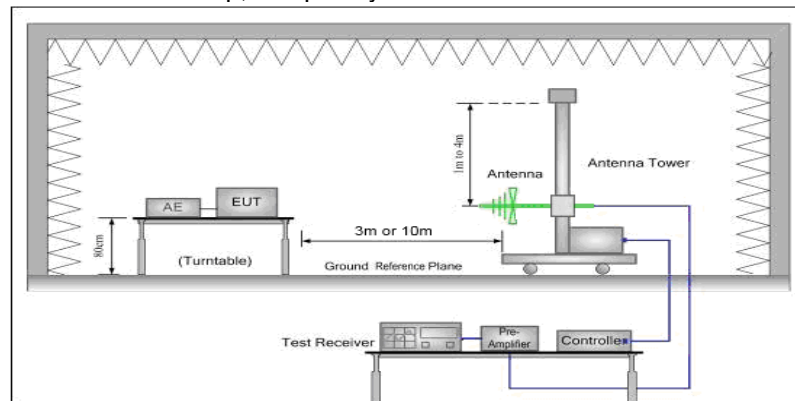 1m to 4m
Antenna
Antenna Tower
AE
EUT
3m or 10m
80cm
(Turntable)
Ground Reference Plane
Test Receiver
Pre-
Amplifier
Controller